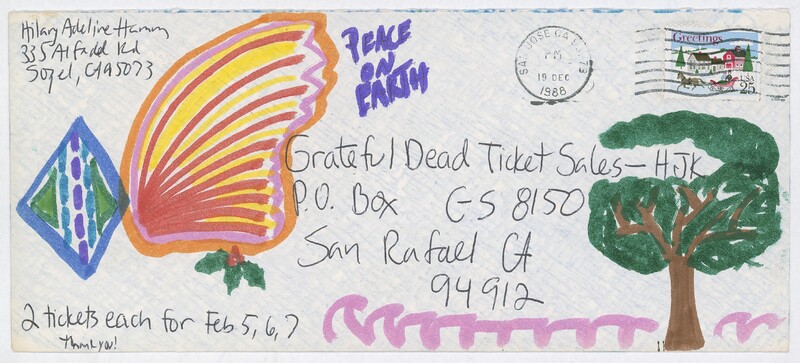 Hilary Adeline Hamm
335 Rd
Soqel, CA 95073
PEACE
ON
EARTH
SAN JOSE CA
PM
19 DEC
1988
Greetings
USA
25
Grateful Dead Ticket Sales—HJK
P.O. Box GS 8150
San Rafael CA
94912
2 tickets each for Feb 5, 6, 7
Thank you!